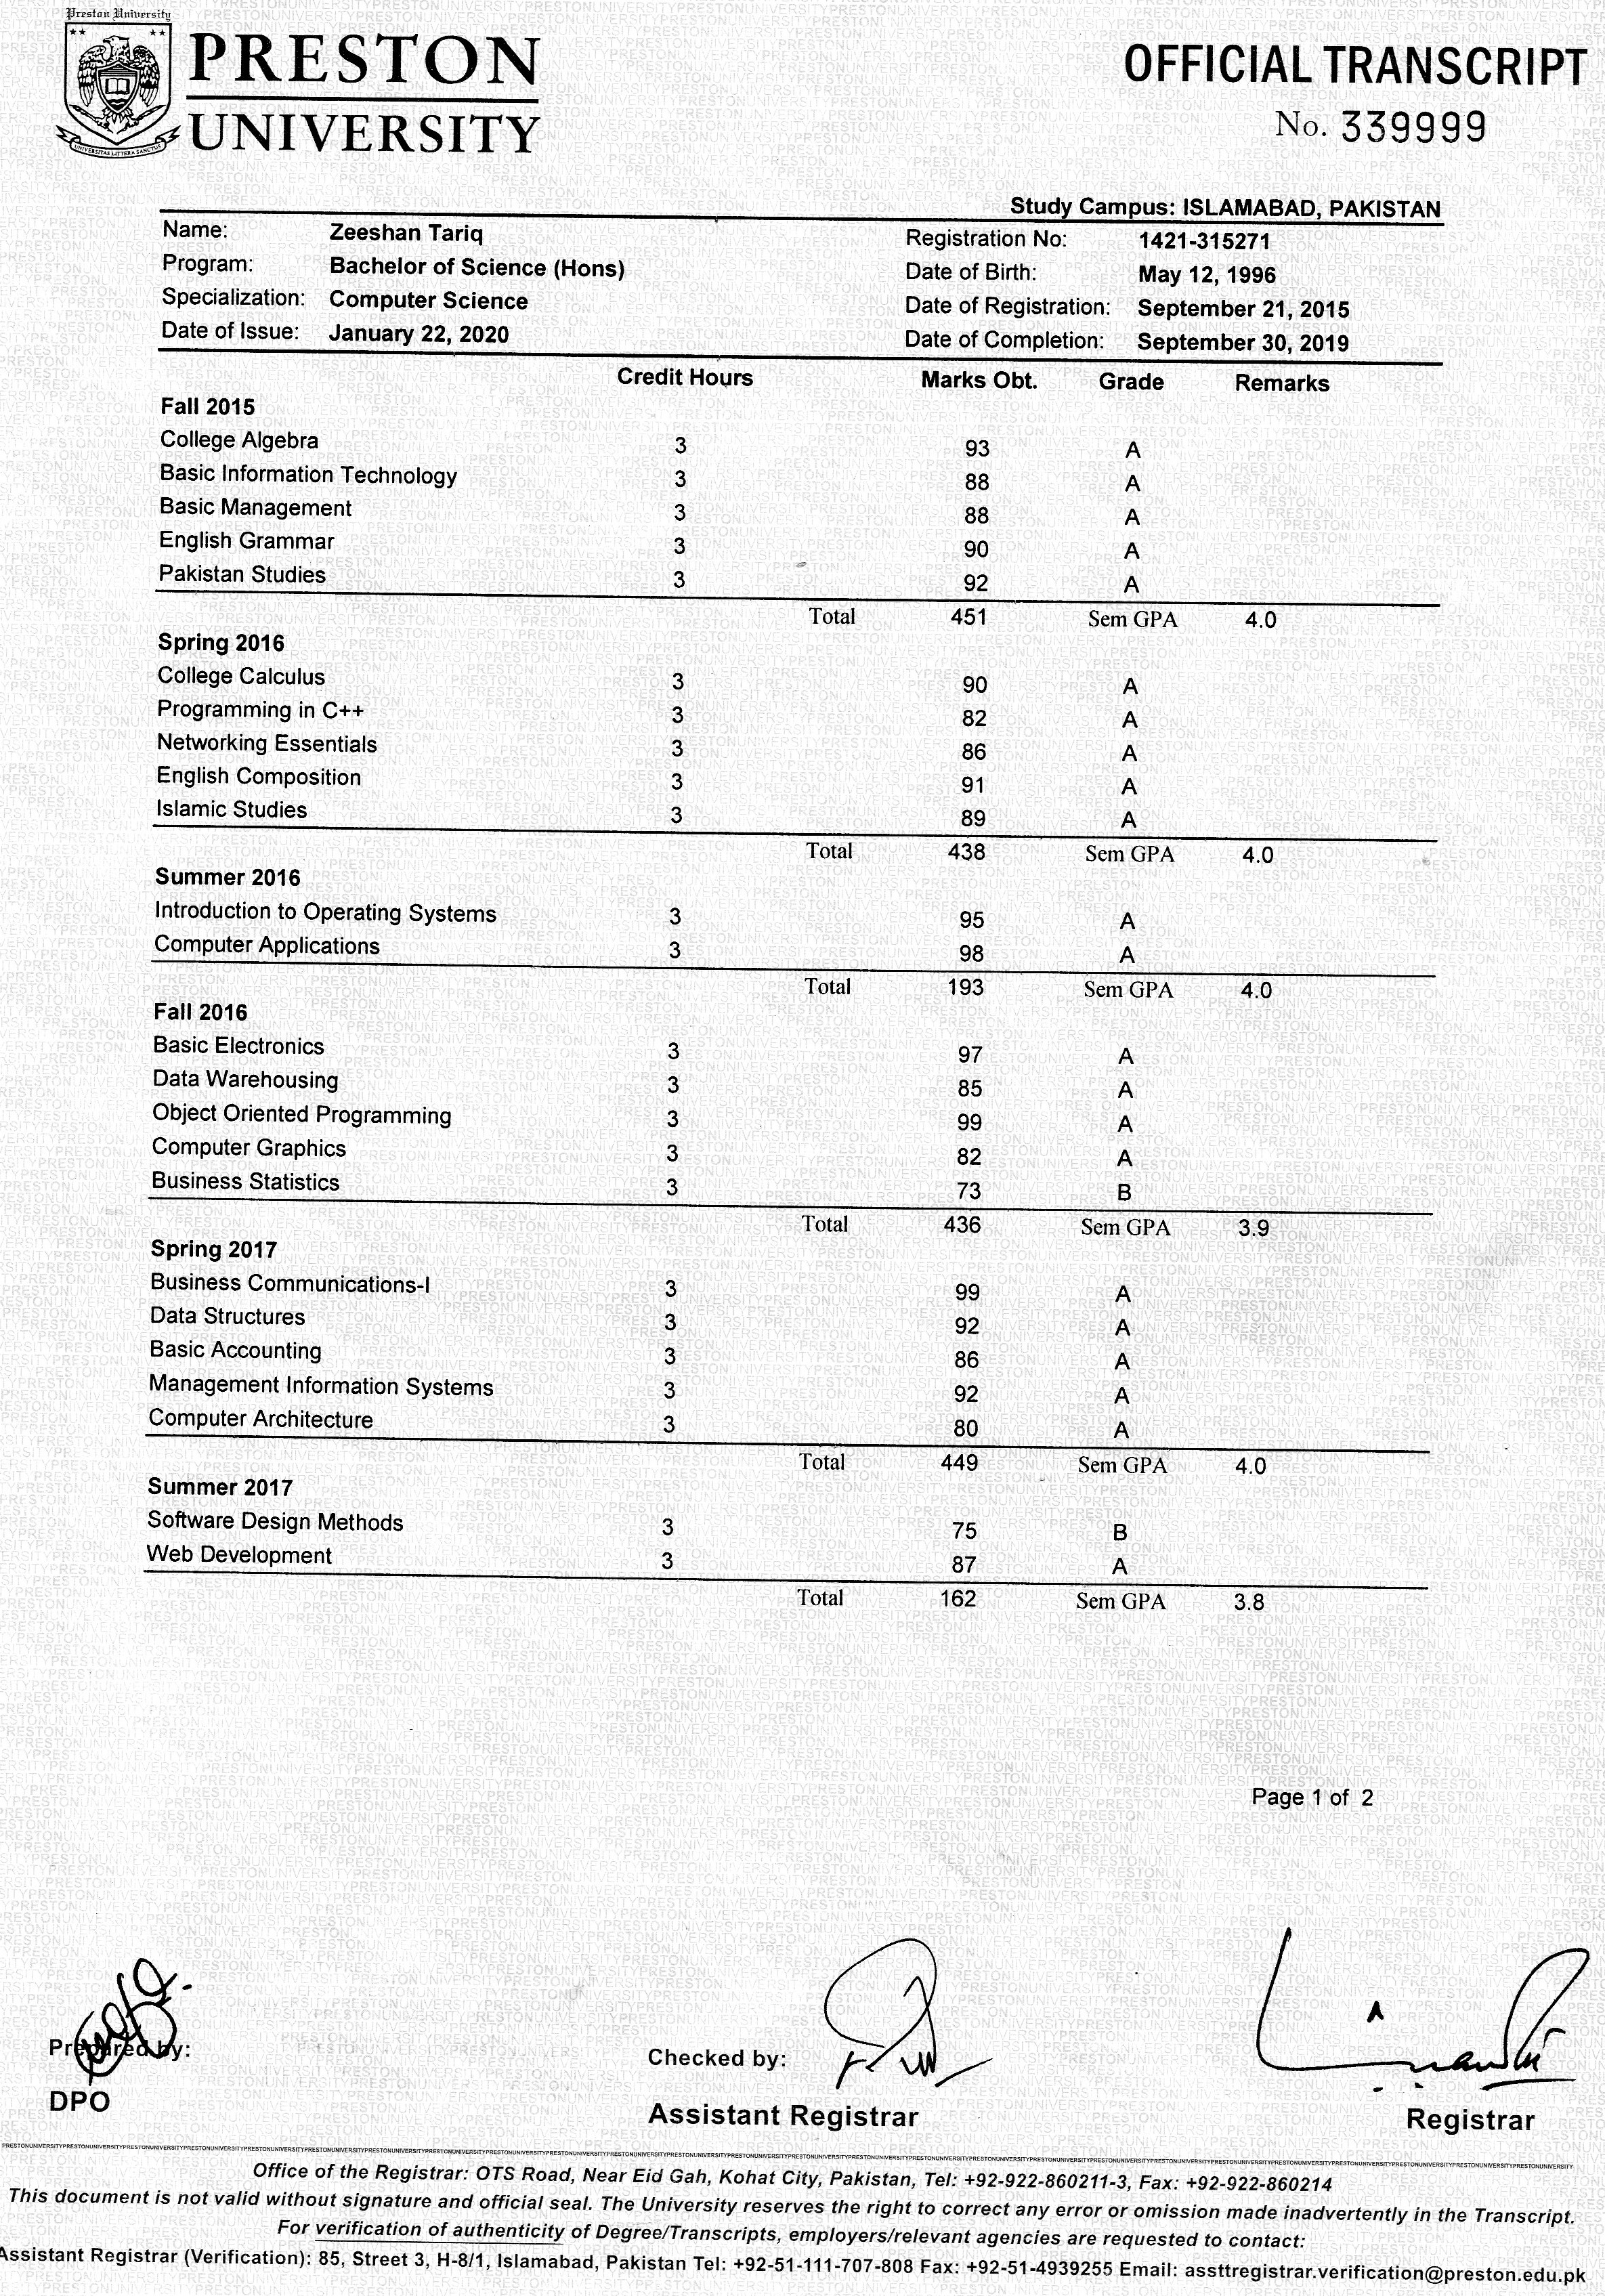 Preston University
PRESTON
UNIVERSITY
UNIVERSITAS LITTERA SANCTUS
OFFICIAL TRANSCRIPT
No. 339999
Study Campus: ISLAMABAD, PAKISTAN
Name: Zeeshan Tariq Registration No: 1421-315271
Program: Bachelor of Science (Hons) Date of Birth: May 12, 1996
Specialization: Computer Science Date of Registration: September 21, 2015
Date of Issue: January 22, 2020 Date of Completion: September 30, 2019
Credit Hours Marks Obt. Grade Remarks
Fall 2015
College Algebra 3 93 A
Basic Information Technology 3 88 A
Basic Management 3 88 A
English Grammar 3 90 A
Pakistan Studies 3 92 A
Total 451 Sem GPA 4.0
Spring 2016
College Calculus 3 90 A
Programming in C++ 3 82 A
Networking Essentials 3 86 A
English Composition 3 91 A
Islamic Studies 3 89 A
Total 438 Sem GPA 4.0
Summer 2016
Introduction to Operating Systems 3 95 A
Computer Applications 3 98 A
Total 193 Sem GPA 4.0
Fall 2016
Basic Electronics 3 97 A
Data Warehousing 3 85 A
Object Oriented Programming 3 99 A
Computer Graphics 3 82 A
Business Statistics 3 73 B
Total 436 Sem GPA 3.9
Spring 2017
Business Communications-I 3 99 A
Data Structures 3 92 A
Basic Accounting 3 86 A
Management Information Systems 3 92 A
Computer Architecture 3 80 A
Total 449 Sem GPA 4.0
Summer 2017
Software Design Methods 3 75 B
Web Development 3 87 A
Total 162 Sem GPA 3.8
Page 1 of 2
Prepared by:
DPO
Checked by:
Assistant Registrar
Registrar
Office of the Registrar: OTS Road, Near Eid Gah, Kohat City, Pakistan, Tel: +92-922-860211-3, Fax: +92-922-860214
This document is not valid without signature and official seal. The University reserves the right to correct any error or omission made inadvertently in the Transcript.
For verification of authenticity of Degree/Transcripts, employers/relevant agencies are requested to contact:
Assistant Registrar (Verification): 85, Street 3, H-8/1, Islamabad, Pakistan Tel: +92-51-111-707-808 Fax: +92-51-4939255 Email: assttregistrar.verification@preston.edu.pk